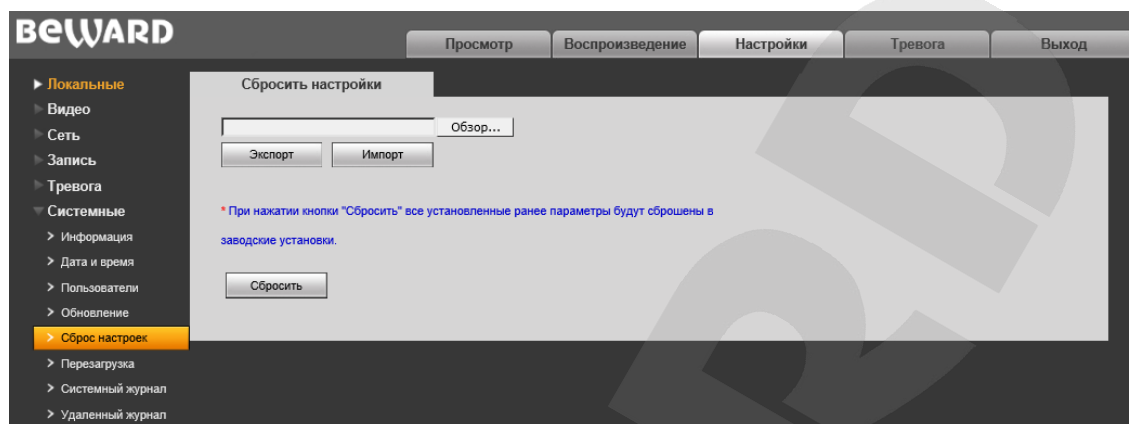 BEWARD
Просмотр
Воспроизведение
Настройки
Тревога
Выход
Локальные
Видео
Сеть
Запись
Тревога
Системные
Информация
Дата и время
Пользователи
Обновление
Сброс настроек
Перезагрузка
Системный журнал
Удаленный журнал
Сбросить настройки
Обзор...
Экспорт Импорт
* При нажатии кнопки "Сбросить" все установленные ранее параметры будут сброшены в
заводские установки.
Сбросить